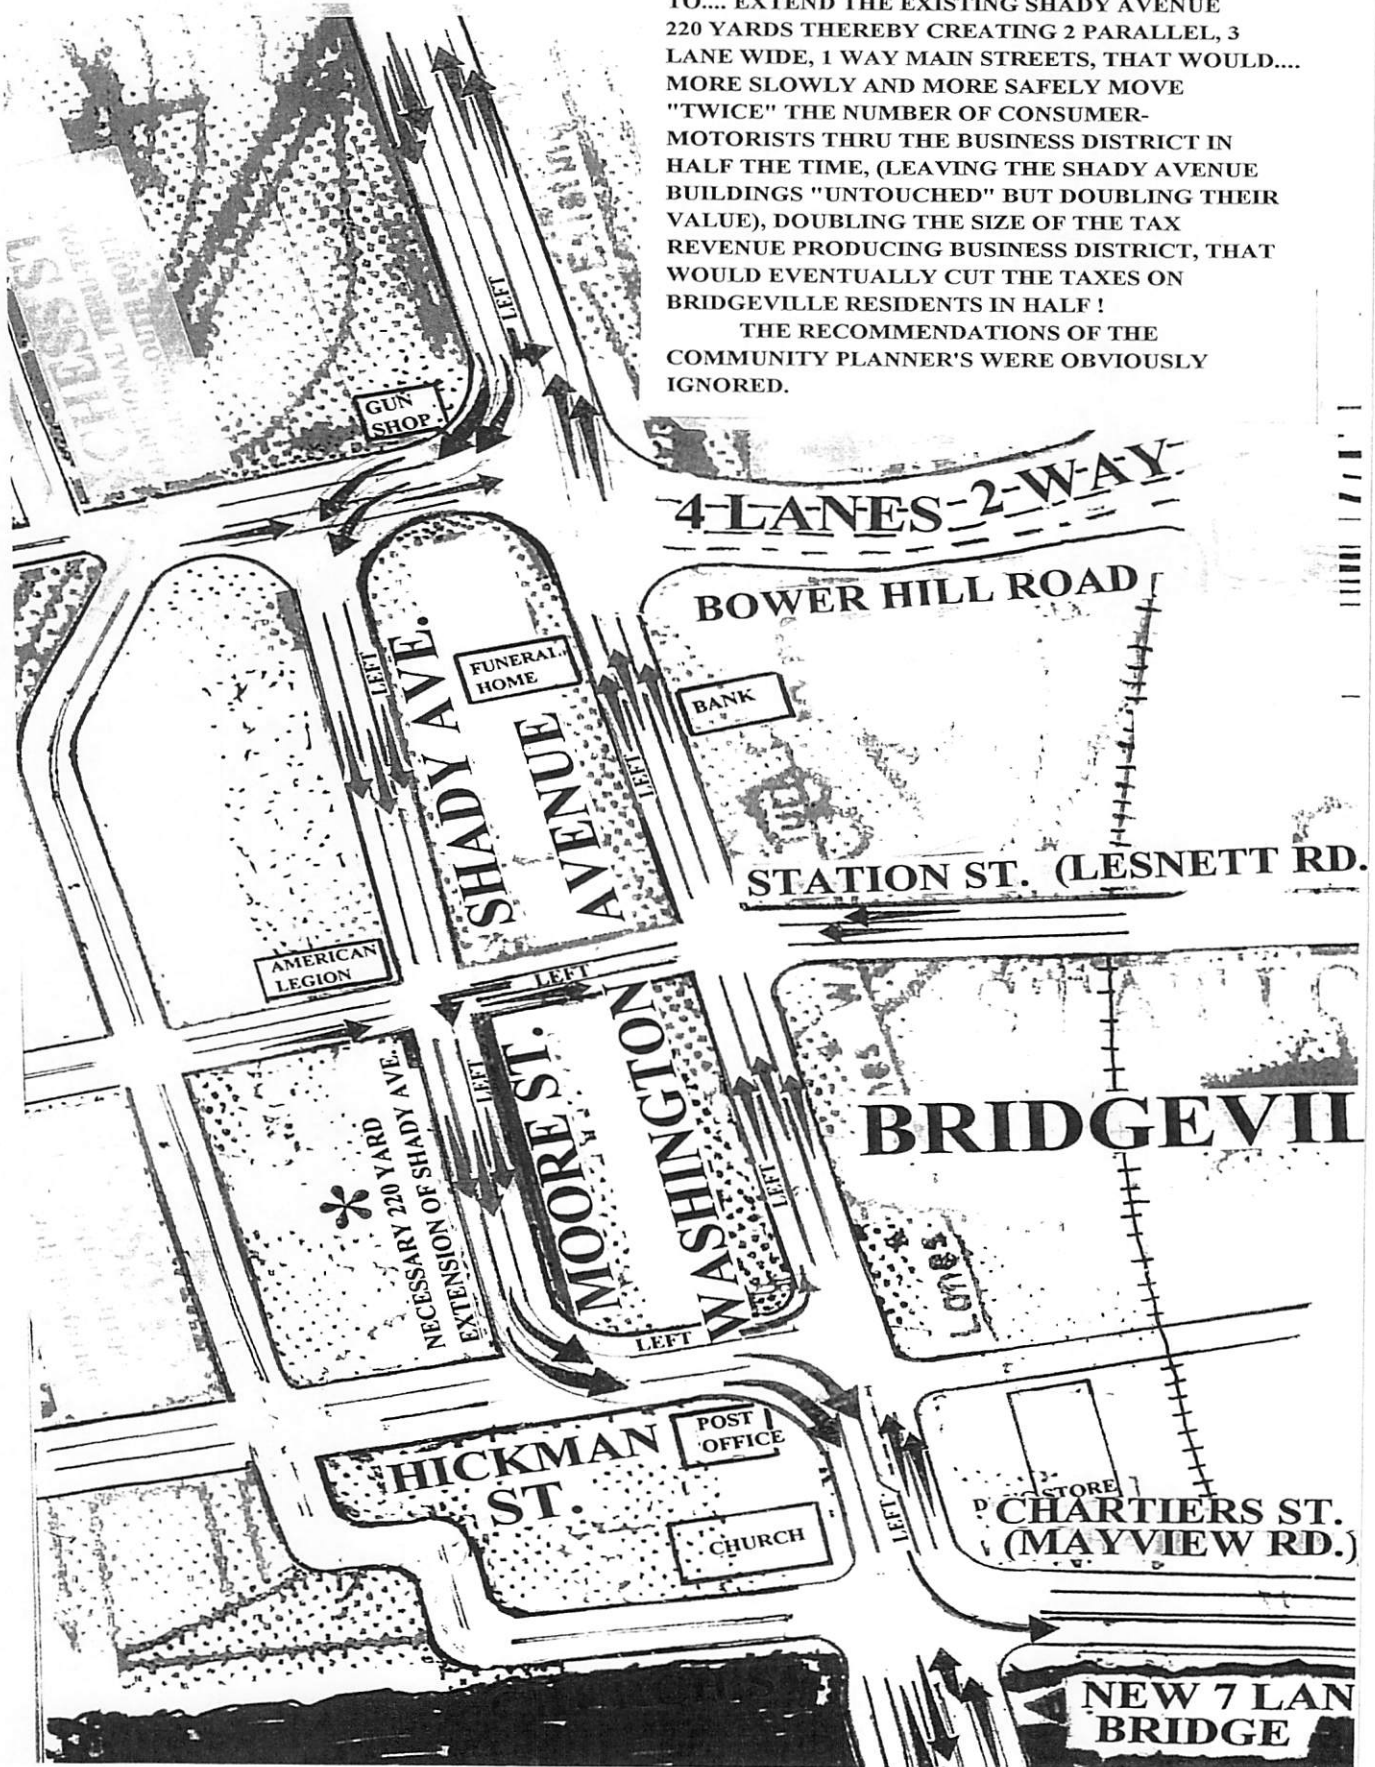 TO.... EXTEND THE EXISTING SHADY AVENUE
220 YARDS THEREBY CREATING 2 PARALLEL, 3
LANE WIDE, 1 WAY MAIN STREETS, THAT WOULD....
MORE SLOWLY AND MORE SAFELY MOVE
"TWICE" THE NUMBER OF CONSUMER-
MOTORISTS THRU THE BUSINESS DISTRICT IN
HALF THE TIME, (LEAVING THE SHADY AVENUE
BUILDINGS "UNTOUCHED" BUT DOUBLING THEIR
VALUE), DOUBLING THE SIZE OF THE TAX
REVENUE PRODUCING BUSINESS DISTRICT, THAT
WOULD EVENTUALLY CUT THE TAXES ON
BRIDGEVILLE RESIDENTS IN HALF !
THE RECOMMENDATIONS OF THE
COMMUNITY PLANNER'S WERE OBVIOUSLY
IGNORED.
LEFT
GUN
SHOP
4 LANES 2-WAY
BOWER HILL ROAD
FUNERAL
HOME
BANK
LEFT
SHADY AVE.
AVENUE
LEFT
STATION ST. (LESNETT RD.
AMERICAN
LEGION
LEFT
LEFT
MOORE ST.
WASHINGTON
BRIDGEVIL
NECESSARY 220 YARD
EXTENSION OF SHADY AVE.
*
LEFT
Lanes
LEFT
POST
OFFICE
HICKMAN
ST.
CHURCH
LEFT
STORE
CHARTIERS ST.
(MAYVIEW RD.)
NEW 7 LAN
BRIDGE